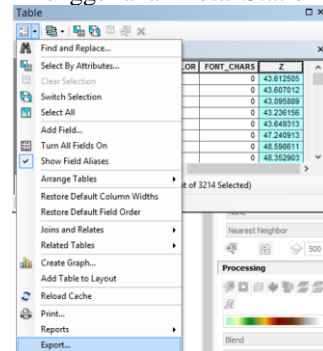 Table
Find and Replace...
Select By Attributes...
Clear Selection
Switch Selection
Select All
Add Field...
Turn All Fields On
Show Field Aliases
Arrange Tables
Restore Default Column Widths
Restore Default Field Order
Joins and Relates
Related Tables
Create Graph...
Add Table to Layout
Reload Cache
Print...
Reports
Export...
OR FONT_CHARS Z
0 43.612505
0 43.607012
0 43.095889
0 43.236156
0 43.649313
0 47.240913
0 48.598611
0 48.352903
of 3214 Selected)
Nearest Neighbor
500
Processing
Blend